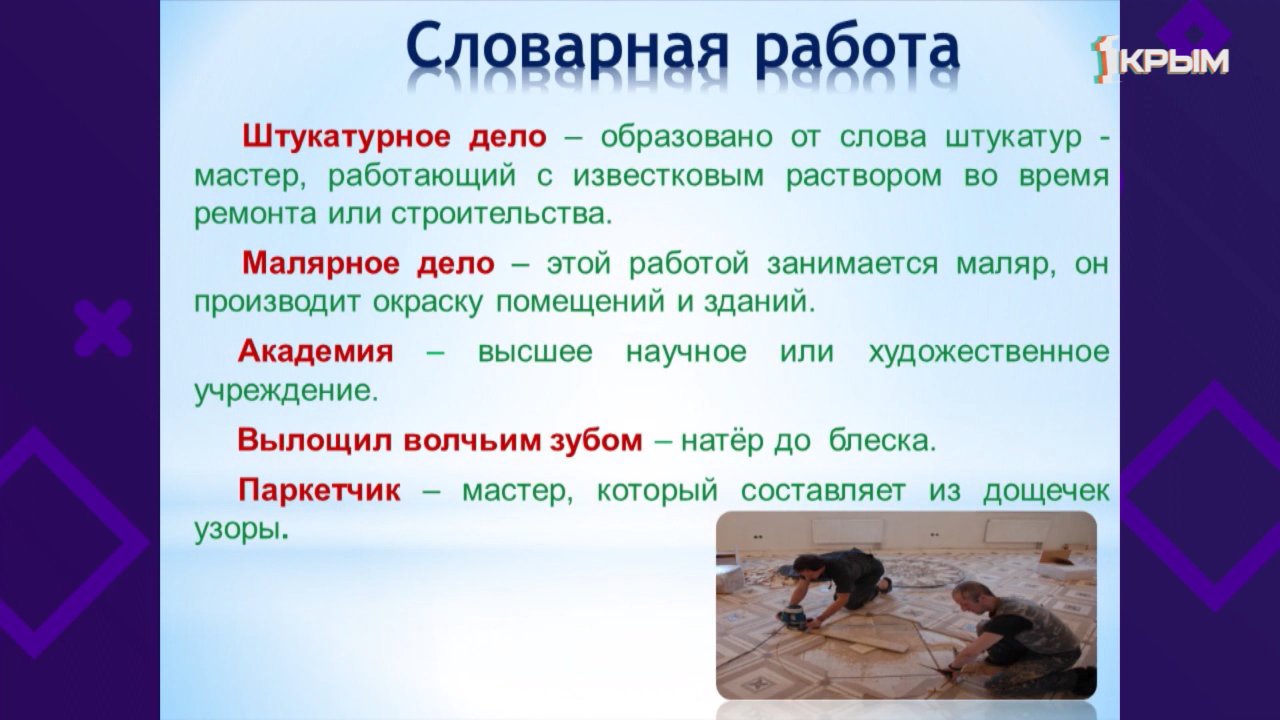 Словарная работа
1КРЫМ
Штукатурное дело – образовано от слова штукатур -
мастер, работающий с известковым раствором во время
ремонта или строительства.
Малярное дело – этой работой занимается маляр, он
производит окраску помещений и зданий.
Академия – высшее научное или художественное
учреждение.
Вылощил волчьим зубом – натёр до блеска.
Паркетчик – мастер, который составляет из дощечек
узоры.